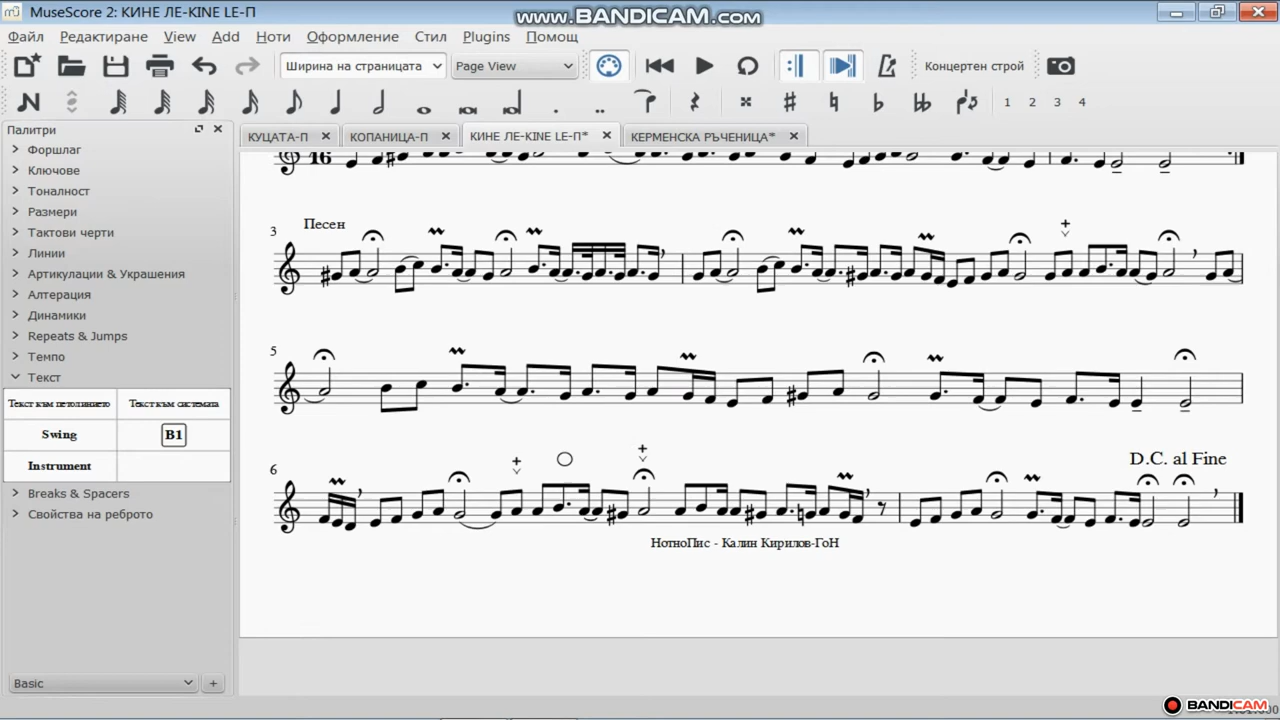 MuseScore 2: КИНЕ ЛЕ-KINE LE-П
www.BANDICAM.com
Файл Редактиране View Add Ноти Оформление Стил Plugins Помощ
Ширина на страницата Page View Концертен строй
1 2 3 4
Палитри
КУЦАТА-П КОПАНИЦА-П КИНЕ ЛЕ-KINE LE-П* КЕРМЕНСКА РЪЧЕНИЦА*
Форшлаг
Ключове
Тоналност
Размери
Тактови черти
Линии
Артикулации & Украшения
Алтерация
Динамики
Repeats & Jumps
Темпо
Текст
Текст към петолинието Текст към системата
Swing B1
Instrument
Breaks & Spacers
Свойства на реброто
Basic +
16
3 Песен
5
6 D.C. al Fine
НотноПис - Калин Кирилов-ГоН
BANDICAM